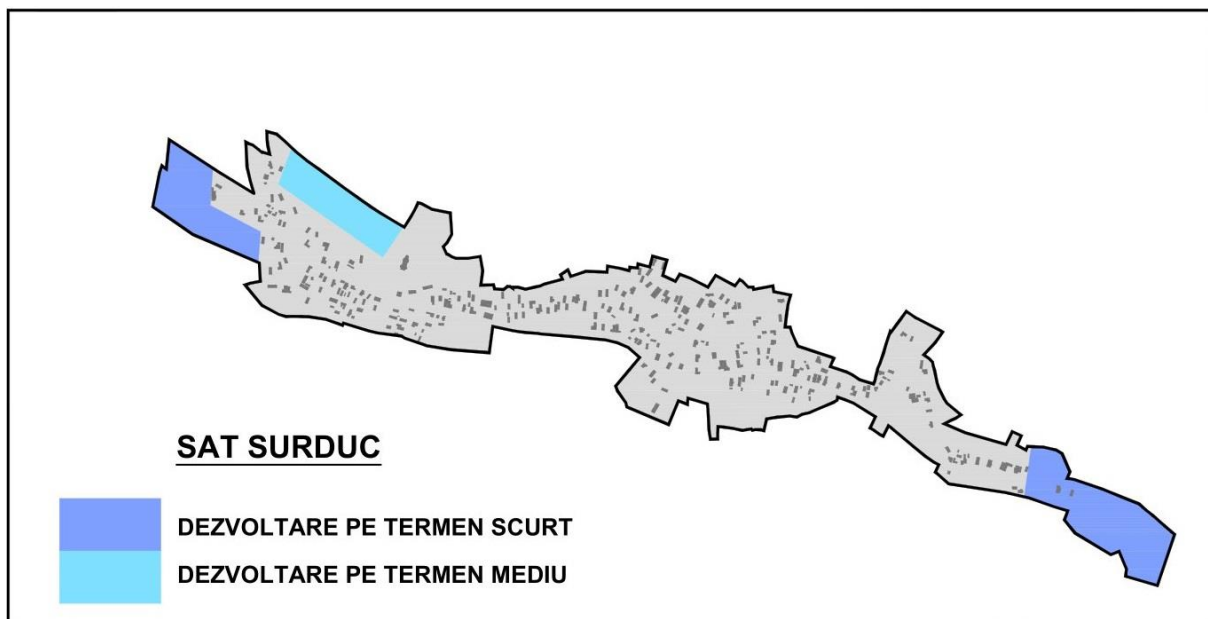 SAT SURDUC
DEZVOLTARE PE TERMEN SCURT
DEZVOLTARE PE TERMEN MEDIU